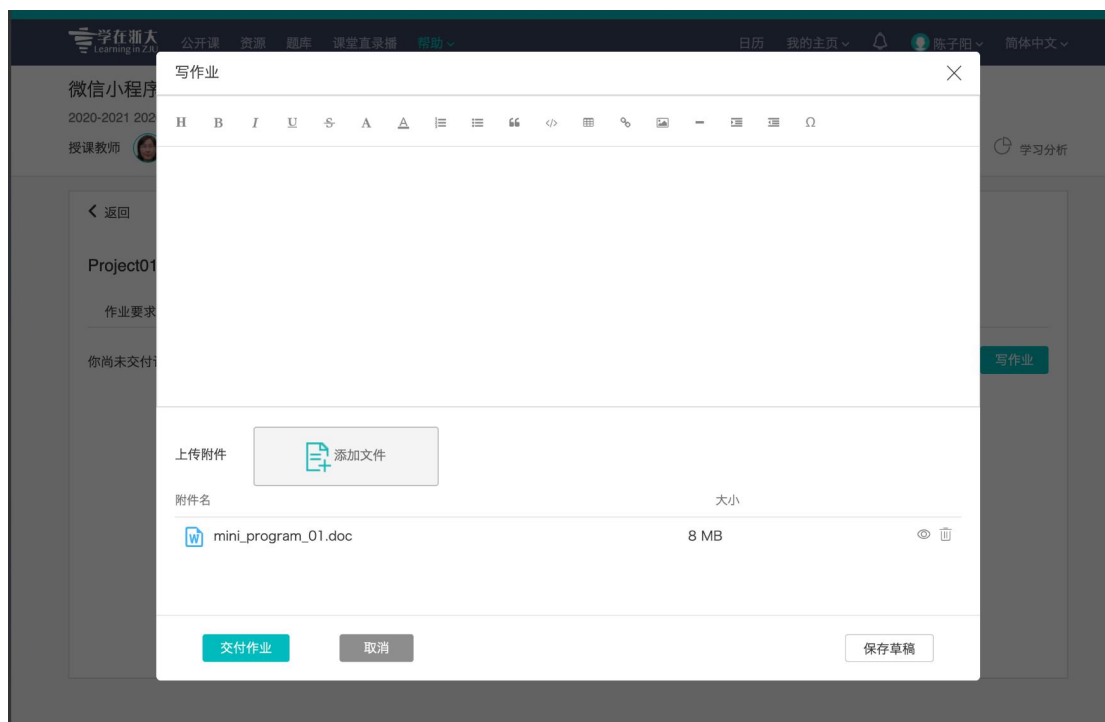 学在浙大
Learning in ZJU
公开课 资源 题库 课堂直录播 帮助 日历 我的主页 陈子阳 简体中文
写作业
微信小程序
2020-2021 202
授课教师
学习分析
H B I U S A A Ω
返回
Project01
作业要求
你尚未交付
写作业
上传附件 添加文件
附件名 大小
mini_program_01.doc 8 MB
交付作业 取消 保存草稿